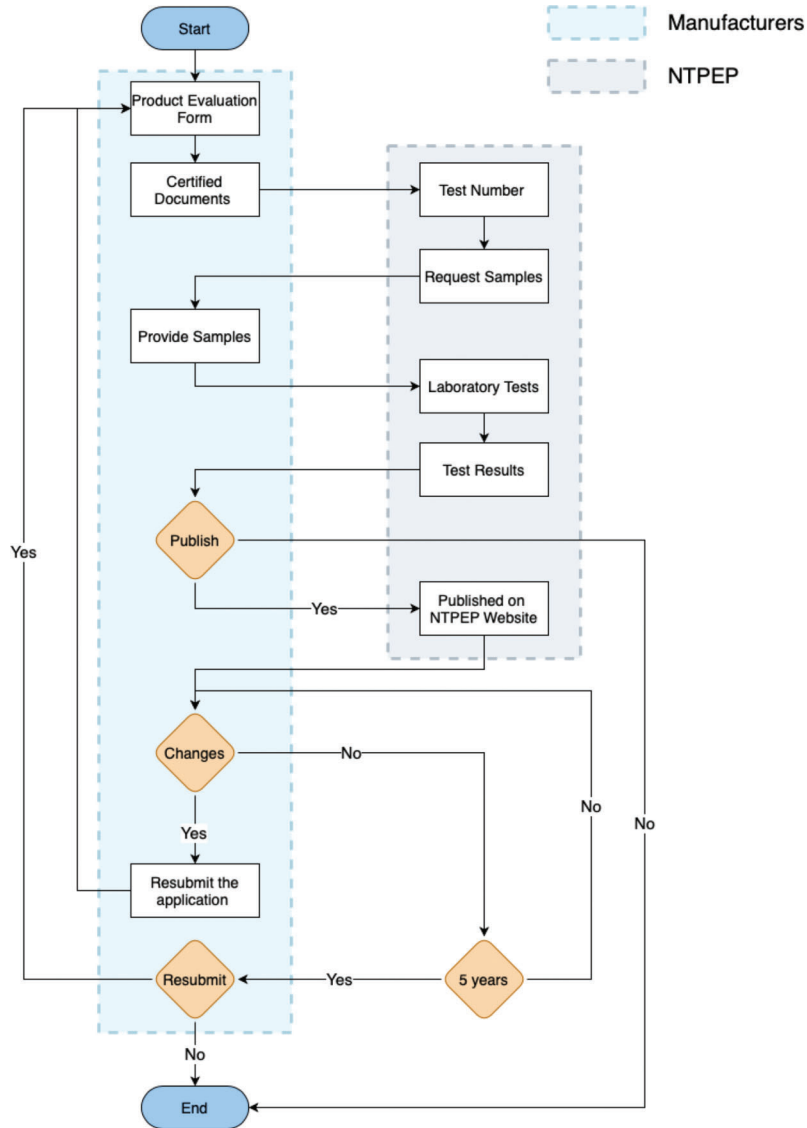 Start
Manufacturers
NTPEP
Product Evaluation
Form
Certified
Documents
Test Number
Request Samples
Provide Samples
Laboratory Tests
Test Results
Publish
Yes
Yes
Published on
NTPEP Website
Changes
No
No
No
Yes
Resubmit the
application
Resubmit
Yes
5 years
No
End